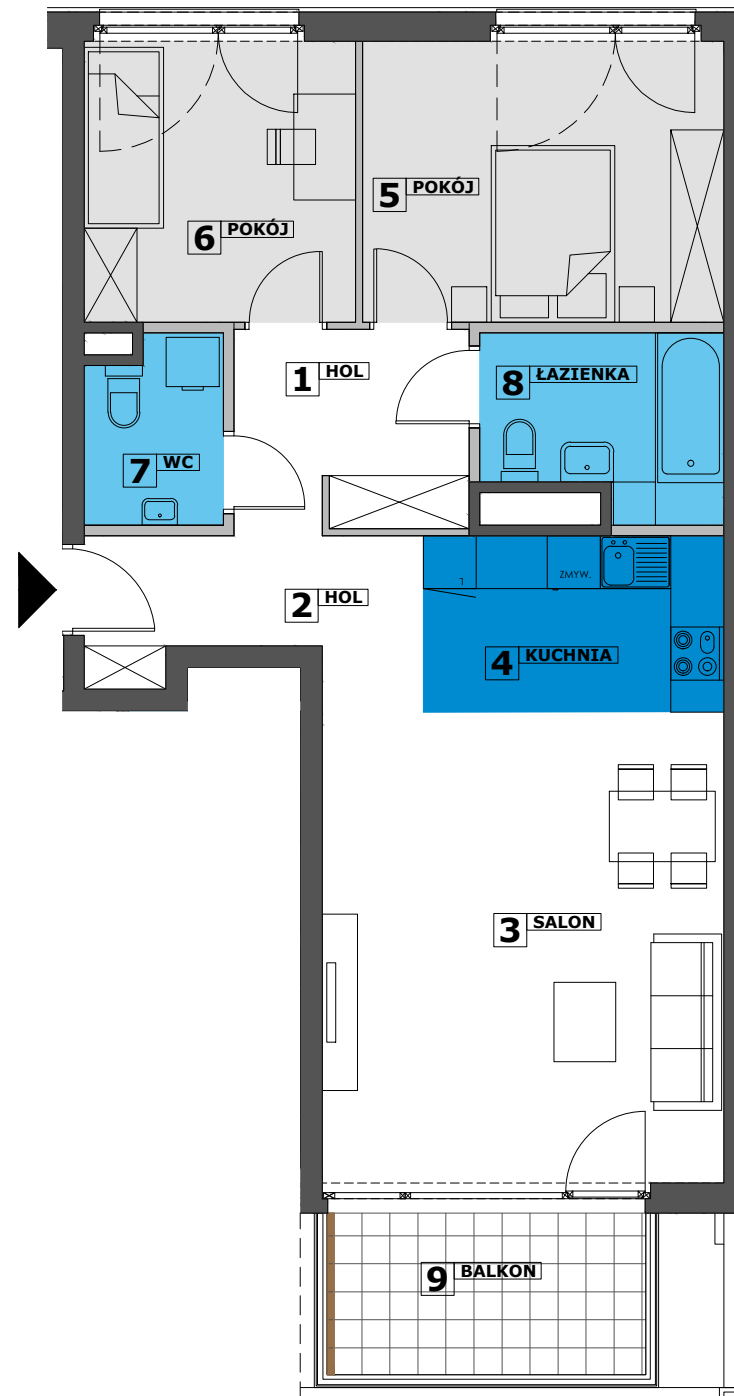 5 POKÓJ
6 POKÓJ
1 HOL
8 ŁAZIENKA
7 WC
ZMYW.
2 HOL
4 KUCHNIA
3 SALON
9 BALKON